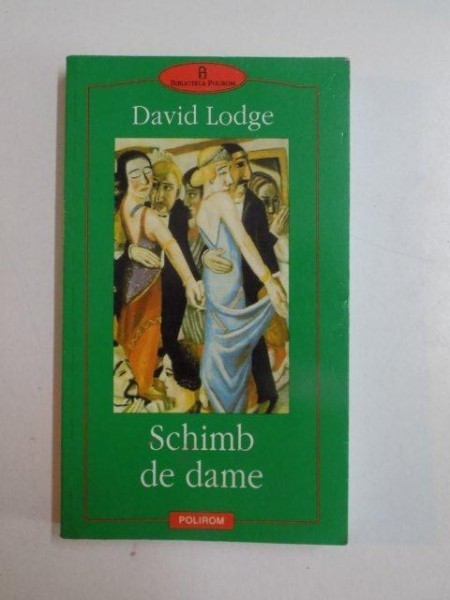 BIBLIOTECA POLIROM
David Lodge
Schimb
de dame
POLIROM